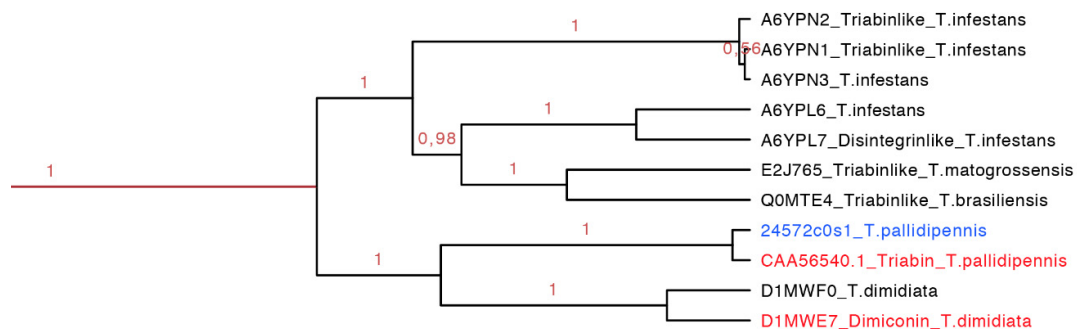 A6YPN2_Triabinlike_T.infestans
1
0,56
A6YPN1_Triabinlike_T.infestans
A6YPN3_T.infestans
1
A6YPL6_T.infestans
1
0,98
A6YPL7_Disintegrinlike_T.infestans
1
E2J765_Triabinlike_T.matogrossensis
1
Q0MTE4_Triabinlike_T.brasiliensis
1
24572c0s1_T.pallidipennis
1
CAA56540.1_Triabin_T.pallidipennis
1
D1MWF0_T.dimidiata
D1MWE7_Dimiconin_T.dimidiata